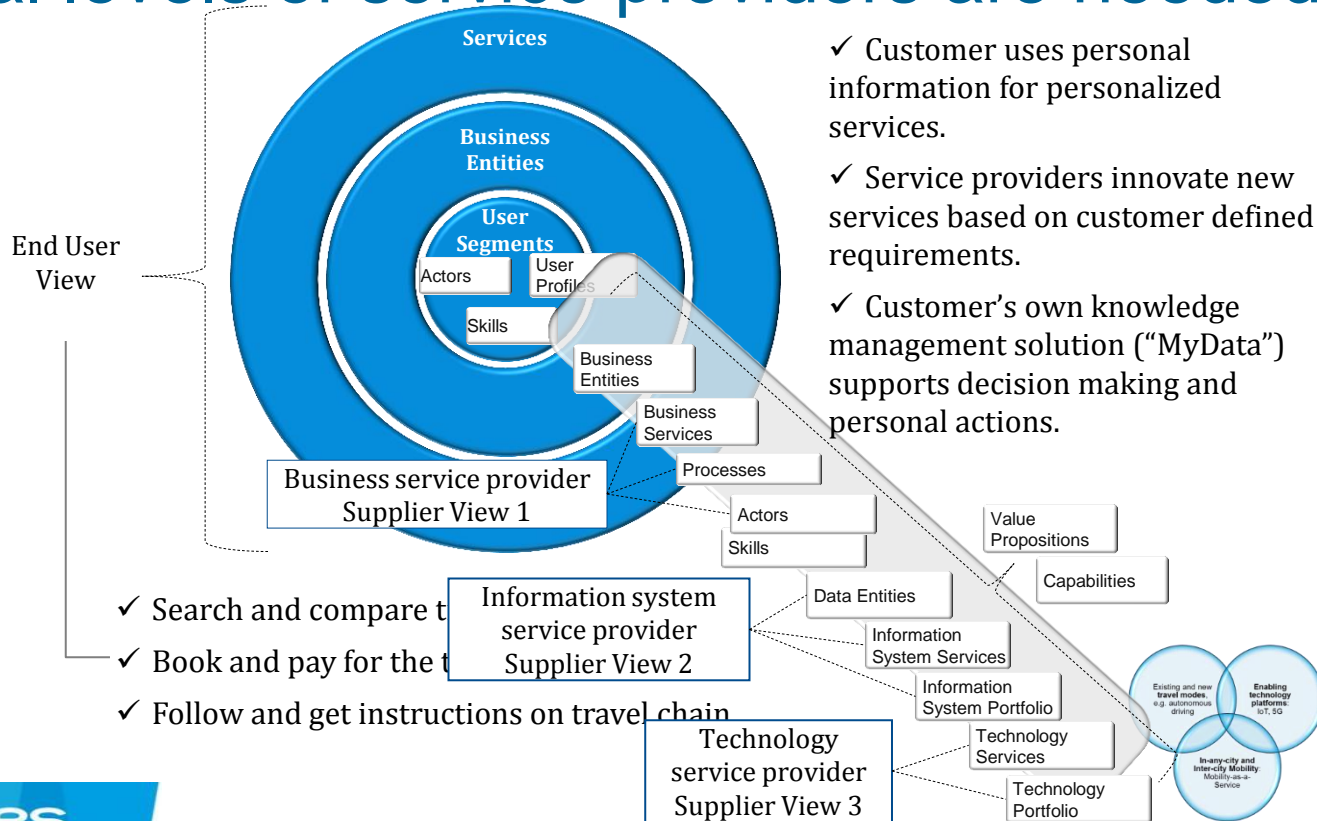 levels of service providers are needed
Services
Business
Entities
User
Segments
Actors
User
Profiles
Skills
End User
View
✓ Customer uses personal
information for personalized
services.
✓ Service providers innovate new
services based on customer defined
requirements.
✓ Customer’s own knowledge
management solution (“MyData”)
supports decision making and
personal actions.
Business
Entities
Business
Services
Processes
Actors
Skills
Business service provider
Supplier View 1
Value
Propositions
Capabilities
Data Entities
Information
System Services
Information
System Portfolio
Information system
service provider
Supplier View 2
✓ Search and compare t
✓ Book and pay for the t
✓ Follow and get instructions on travel chain
Technology
Services
Technology
Portfolio
Technology
service provider
Supplier View 3
Existing and new
travel modes,
e.g. autonomous
driving
Enabling
technology
platforms:
IoT, 5G
In-any-city and
Inter-city Mobility:
Mobility-as-a-
Service